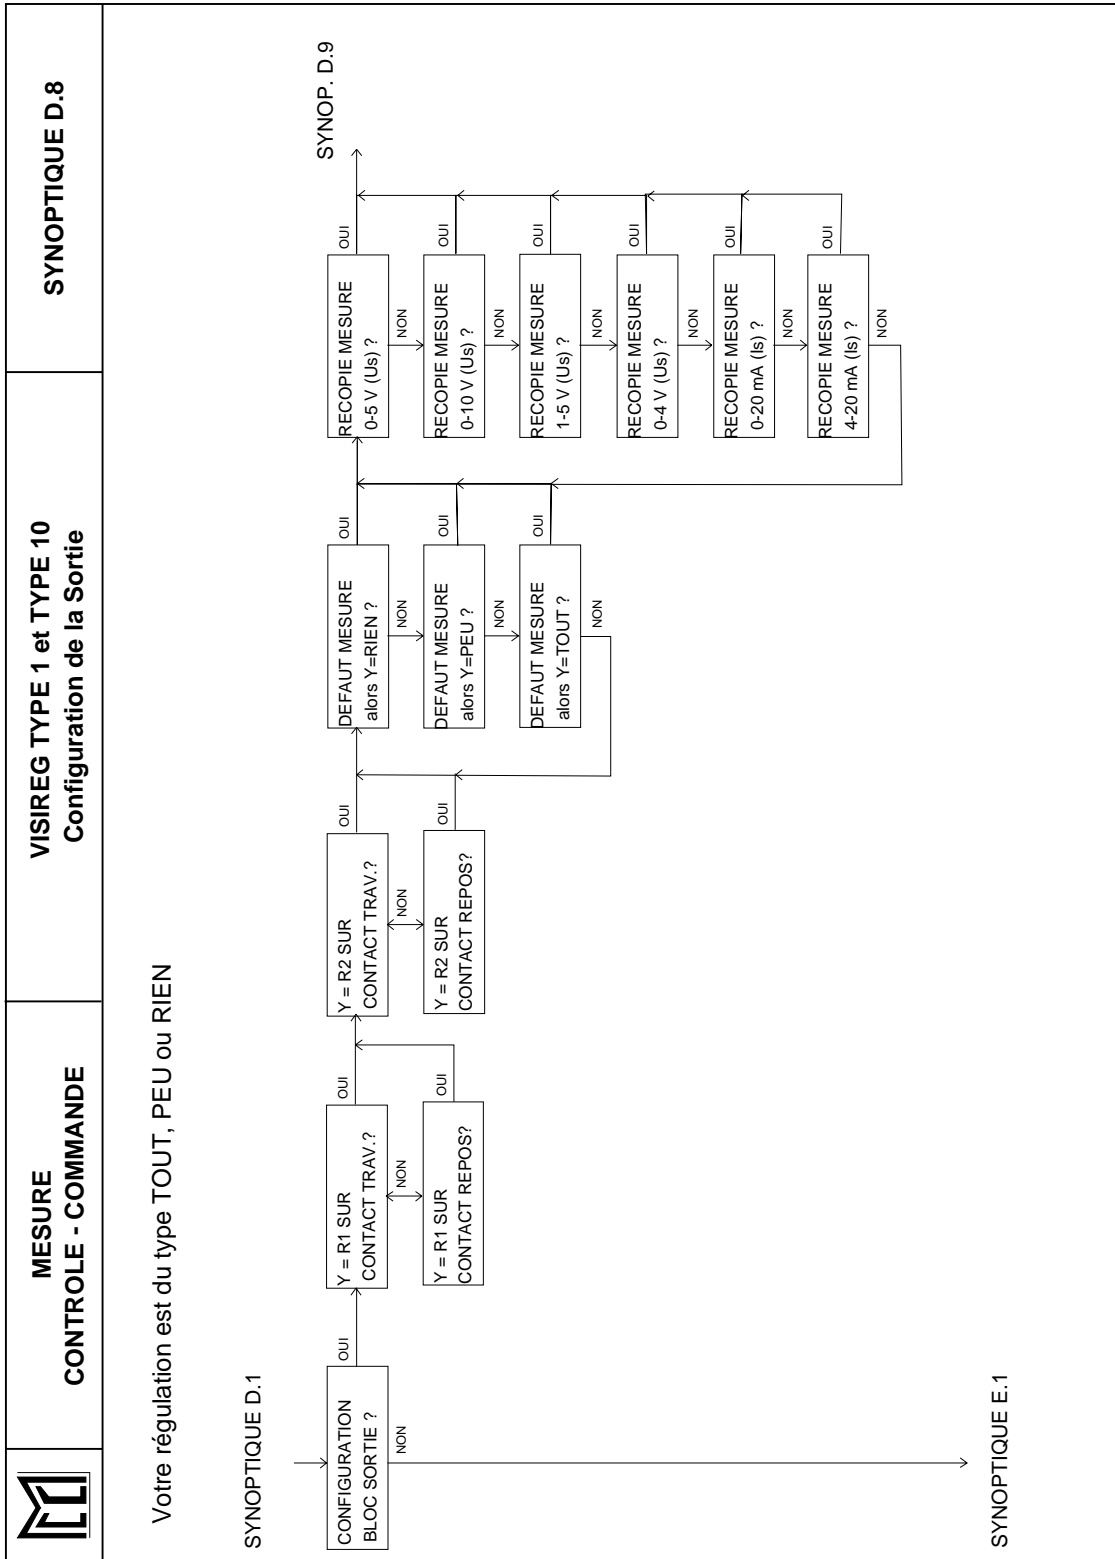 MESURE
CONTROLE - COMMANDE
VISIREG TYPE 1 et TYPE 10
Configuration de la Sortie
SYNOPTIQUE D.8
Votre régulation est du type TOUT, PEU ou RIEN
SYNOPTIQUE D.1
CONFIGURATION
BLOC SORTIE ?
OUI
NON
SYNOPTIQUE E.1
Y = R1 SUR
CONTACT TRAV.?
OUI
NON
Y = R1 SUR
CONTACT REPOS?
OUI
Y = R2 SUR
CONTACT TRAV.?
OUI
NON
Y = R2 SUR
CONTACT REPOS?
OUI
DEFAUT MESURE
alors Y=RIEN ?
OUI
NON
DEFAUT MESURE
alors Y=PEU ?
OUI
NON
DEFAUT MESURE
alors Y=TOUT ?
OUI
NON
RECOPIE MESURE
0-5 V (Us) ?
OUI
NON
RECOPIE MESURE
0-10 V (Us) ?
OUI
NON
RECOPIE MESURE
1-5 V (Us) ?
OUI
NON
RECOPIE MESURE
0-4 V (Us) ?
OUI
NON
RECOPIE MESURE
0-20 mA (Is) ?
OUI
NON
RECOPIE MESURE
4-20 mA (Is) ?
OUI
NON
SYNOP. D.9